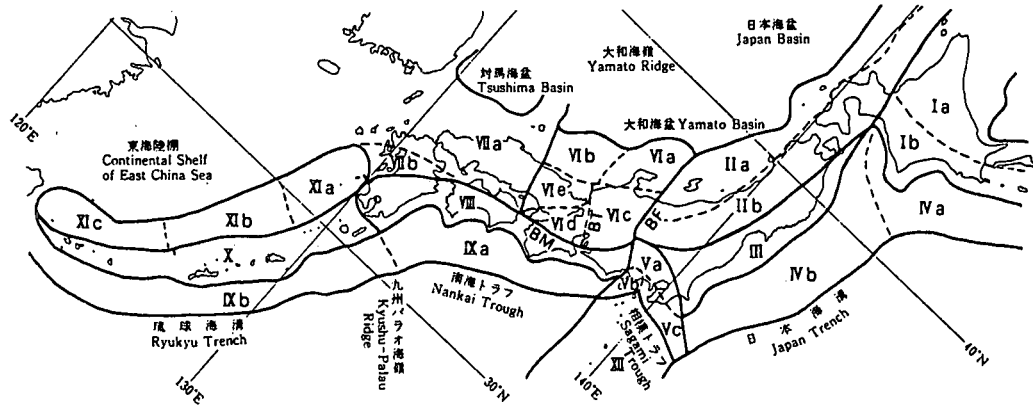 日本海盆
Japan Basin
大和海嶺
Yamato Ridge
対馬海盆
Tsushima Basin
大和海盆 Yamato Basin
120°E
東海陸棚
Continental Shelf
of East China Sea
Ia
Ib
IIa
IIb
III
IVa
IVb
Va
Vb
Vc
VIa
VIb
VIc
VId
VIe
VIIa
VIIb
VIII
IXa
IXb
X
XIa
XIb
XIc
XII
BM
BT
BF
琉球海溝
Ryukyu Trench
九州パラオ海嶺
Kyushu-Palau
Ridge
南海トラフ
Nankai Trough
相模トラフ
Sagami
Trough
日本海溝
Japan Trench
130°E
30°N
140°E
40°N